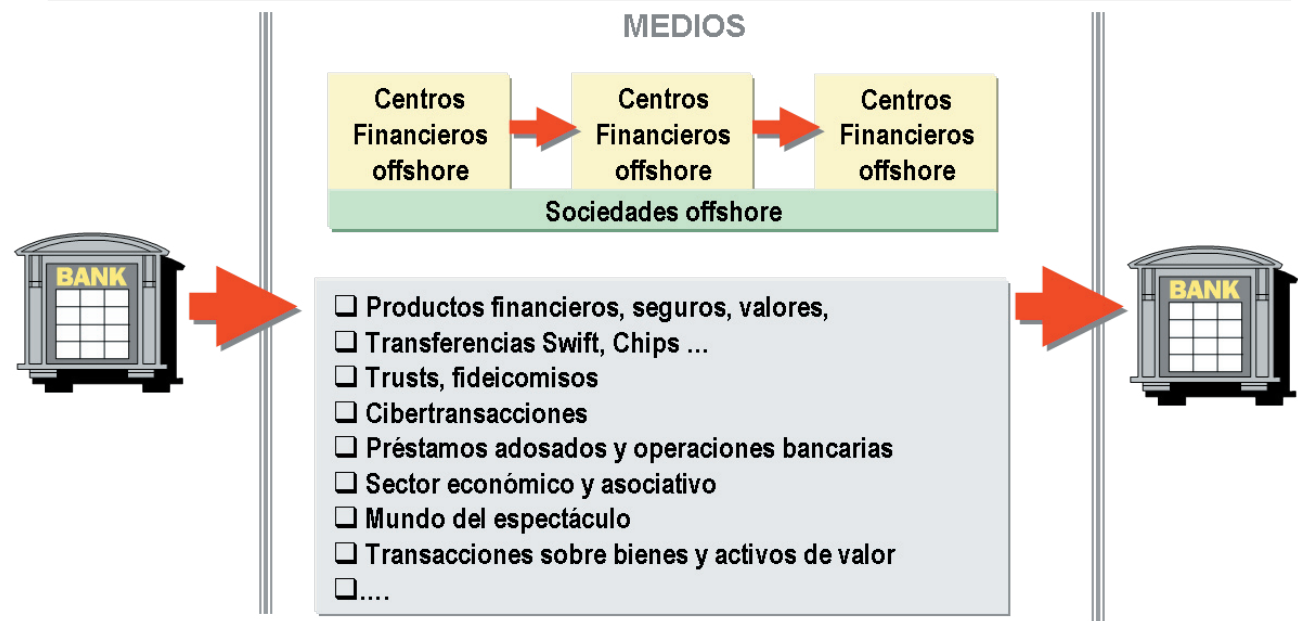 MEDIOS
Centros
Financieros
offshore
Centros
Financieros
offshore
Centros
Financieros
offshore
Sociedades offshore
BANK
BANK
❑ Productos financieros, seguros, valores,
❑ Transferencias Swift, Chips ...
❑ Trusts, fideicomisos
❑ Cibertransacciones
❑ Préstamos adosados y operaciones bancarias
❑ Sector económico y asociativo
❑ Mundo del espectáculo
❑ Transacciones sobre bienes y activos de valor
❑....